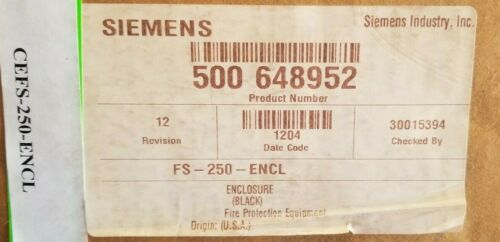 CEFS-250-ENCL
SIEMENS
Siemens Industry, Inc.
500 648952
Product Number
12
Revision
1204
Date Code
30015394
Checked By
FS-250-ENCL
ENCLOSURE
(BLACK)
Fire Protection Equipment
Origin: (U.S.A.)